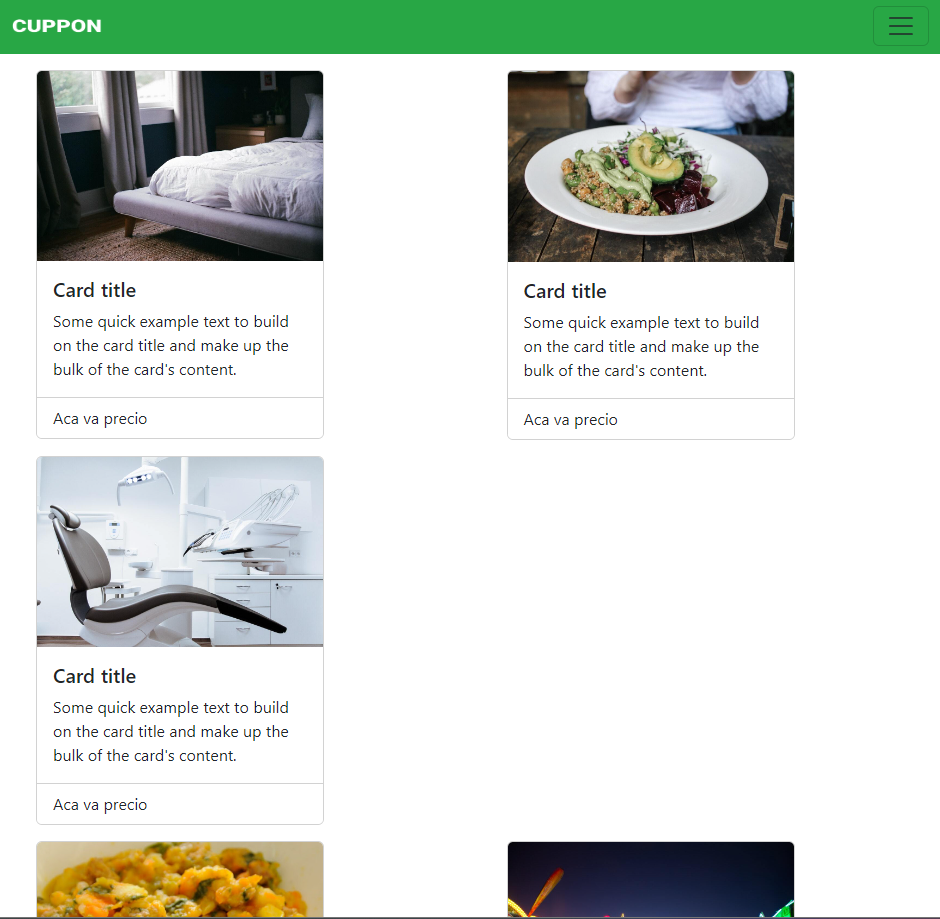 CUPPON
Card title
Some quick example text to build
on the card title and make up the
bulk of the card's content.
Aca va precio
Card title
Some quick example text to build
on the card title and make up the
bulk of the card's content.
Aca va precio
Card title
Some quick example text to build
on the card title and make up the
bulk of the card's content.
Aca va precio